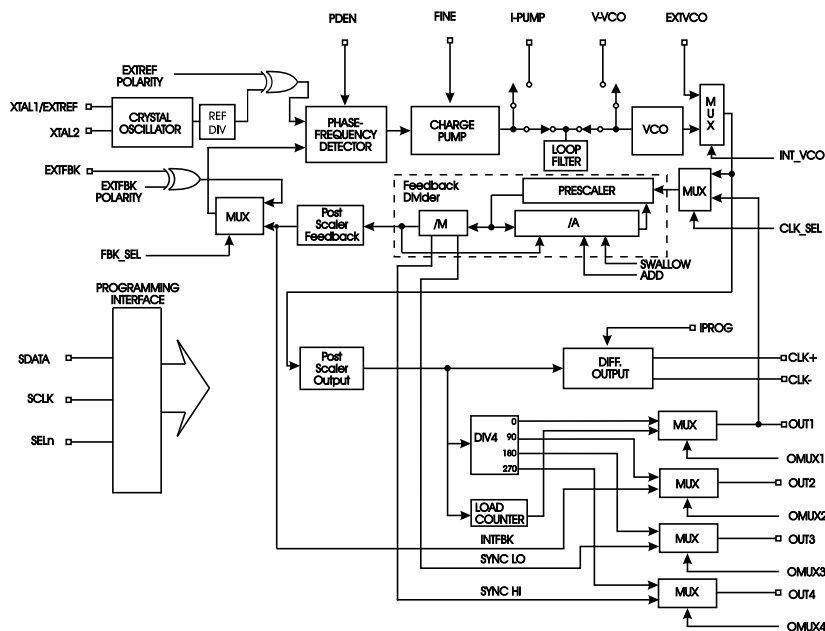 PDEN
FINE
I-PUMP
V-VCO
EXTVCO
EXTREF
POLARITY
XTAL1/EXTREF
XTAL2
CRYSTAL
OSCILLATOR
REF
DIV
PHASE-
FREQUENCY
DETECTOR
CHARGE
PUMP
LOOP
FILTER
VCO
MUX
INT_VCO
EXTFBK
EXTFBK
POLARITY
MUX
FBK_SEL
Post
Scaler
Feedback
Feedback
Divider
PRESCALER
/M
/A
MUX
CLK_SEL
SWALLOW
ADD
PROGRAMMING
INTERFACE
SDATA
SCLK
SELn
Post
Scaler
Output
IPROG
DIFF.
OUTPUT
CLK+
CLK-
DIV4
0
90
180
270
LOAD
COUNTER
INTFBK
SYNC LO
SYNC HI
MUX
OUT1
OMUX1
MUX
OUT2
OMUX2
MUX
OUT3
OMUX3
MUX
OUT4
OMUX4